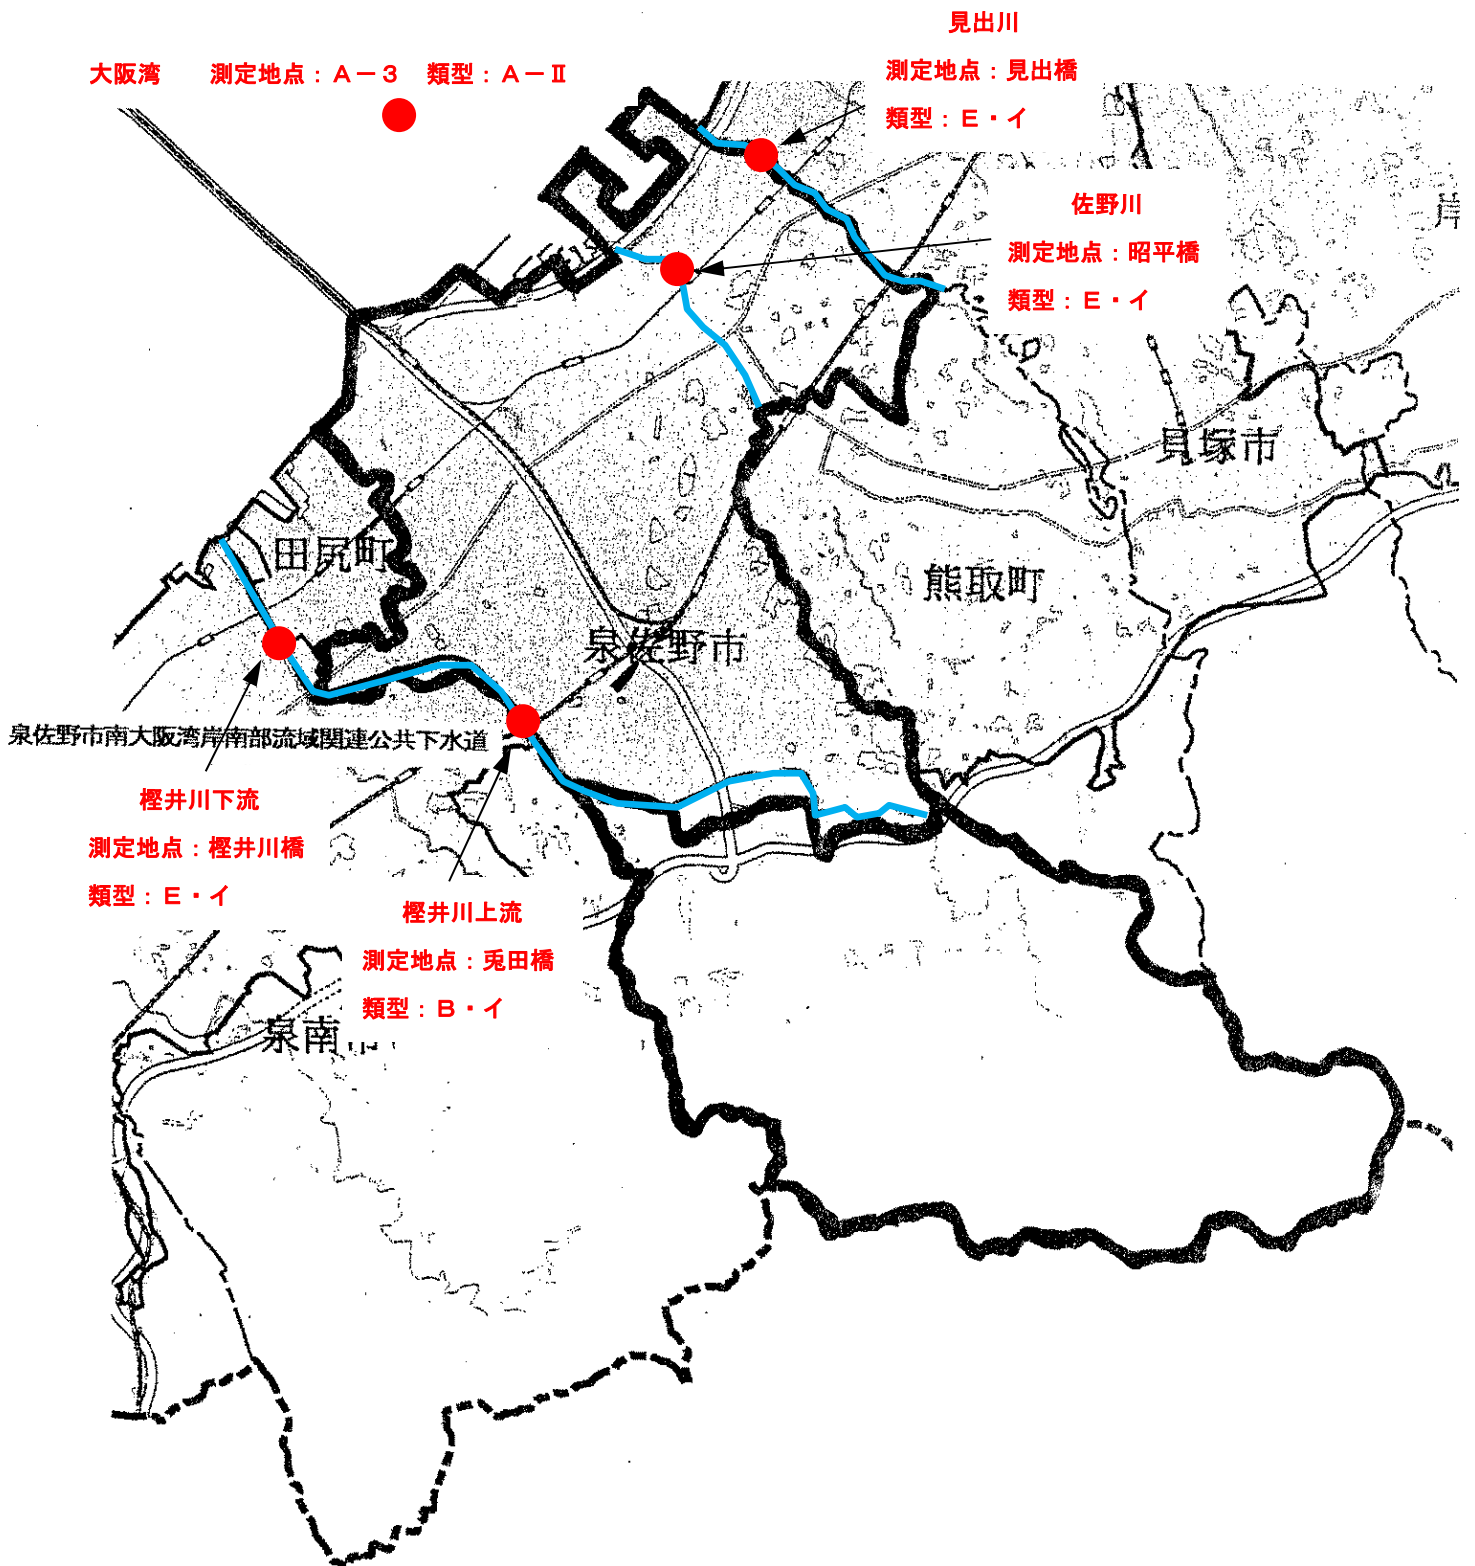 見出川
大阪湾　測定地点：Ａ－３　類型：Ａ－Ⅱ
測定地点：見出橋
類型：Ｅ・イ
佐野川
測定地点：昭平橋
類型：Ｅ・イ
貝塚市
田尻町
熊取町
泉佐野市
泉佐野市南大阪湾岸南部流域関連公共下水道
樫井川下流
測定地点：樫井川橋
類型：Ｅ・イ
樫井川上流
測定地点：兎田橋
類型：Ｂ・イ
泉南